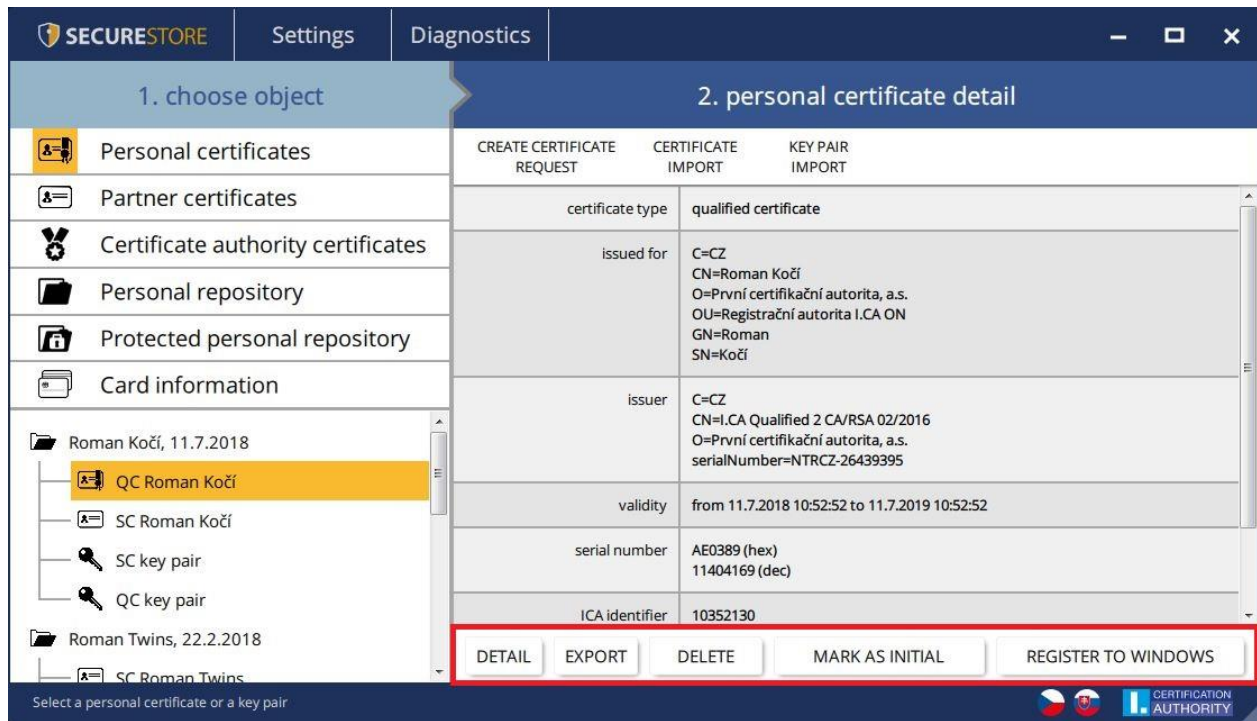 SECURESTORE
Settings
Diagnostics
1. choose object
2. personal certificate detail
Personal certificates
Partner certificates
Certificate authority certificates
Personal repository
Protected personal repository
Card information
Roman Kočí, 11.7.2018
QC Roman Kočí
SC Roman Kočí
SC key pair
QC key pair
Roman Twins, 22.2.2018
SC Roman Twins
CREATE CERTIFICATE
REQUEST
CERTIFICATE
IMPORT
KEY PAIR
IMPORT
certificate type
qualified certificate
issued for
C=CZ
CN=Roman Kočí
O=První certifikační autorita, a.s.
OU=Registrační autorita I.CA ON
GN=Roman
SN=Kočí
issuer
C=CZ
CN=I.CA Qualified 2 CA/RSA 02/2016
O=První certifikační autorita, a.s.
serialNumber=NTRCZ-26439395
validity
from 11.7.2018 10:52:52 to 11.7.2019 10:52:52
serial number
AE0389 (hex)
11404169 (dec)
ICA identifier
10352130
DETAIL
EXPORT
DELETE
MARK AS INITIAL
REGISTER TO WINDOWS
Select a personal certificate or a key pair
I.
CERTIFICATION
AUTHORITY